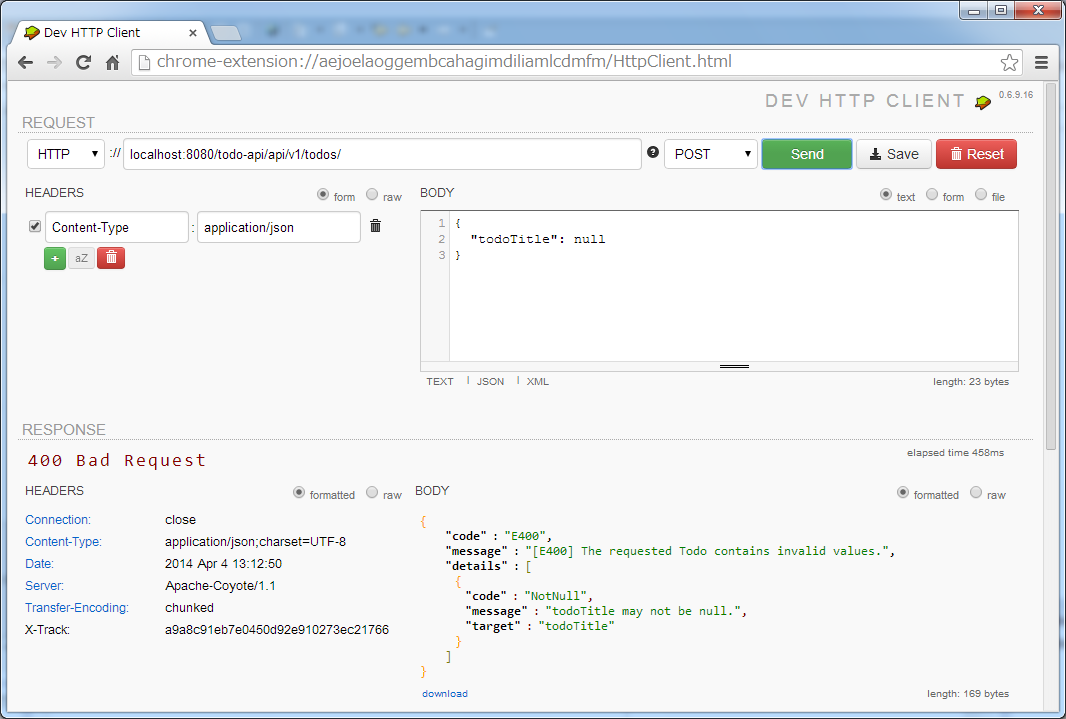 Dev HTTP Client
chrome-extension://aejoelaoggembcahagimdiliamlcdmfm/HttpClient.html
DEV HTTP CLIENT 0.6.9.16
REQUEST
HTTP :// localhost:8080/todo-api/api/v1/todos/ POST Send Save Reset
HEADERS form raw BODY text form file
Content-Type : application/json
+ aZ
1 {
2 "todoTitle": null
3 }
TEXT JSON XML length: 23 bytes
RESPONSE
400 Bad Request elapsed time 458ms
HEADERS formatted raw BODY formatted raw
Connection: close
Content-Type: application/json;charset=UTF-8
Date: 2014 Apr 4 13:12:50
Server: Apache-Coyote/1.1
Transfer-Encoding: chunked
X-Track: a9a8c91eb7e0450d92e910273ec21766
{
"code" : "E400",
"message" : "[E400] The requested Todo contains invalid values.",
"details" : [
{
"code" : "NotNull",
"message" : "todoTitle may not be null.",
"target" : "todoTitle"
}
]
}
download length: 169 bytes